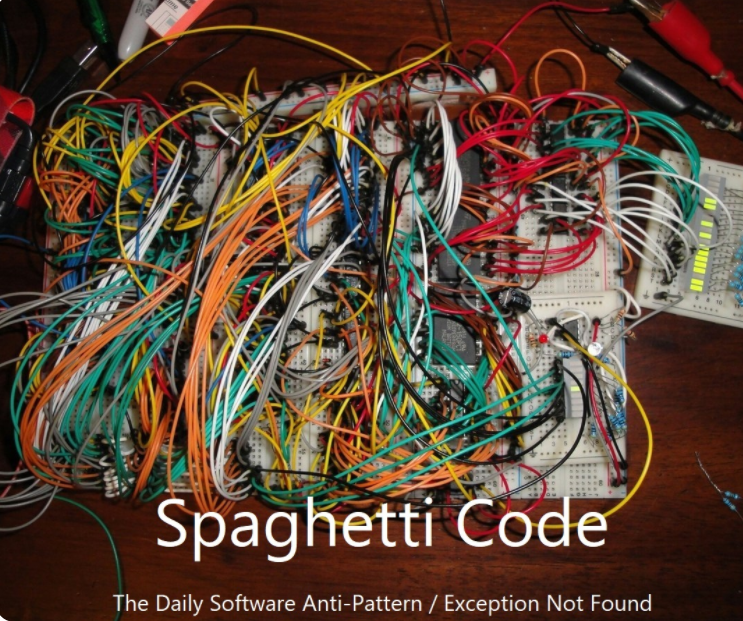 Spaghetti Code
The Daily Software Anti-Pattern / Exception Not Found